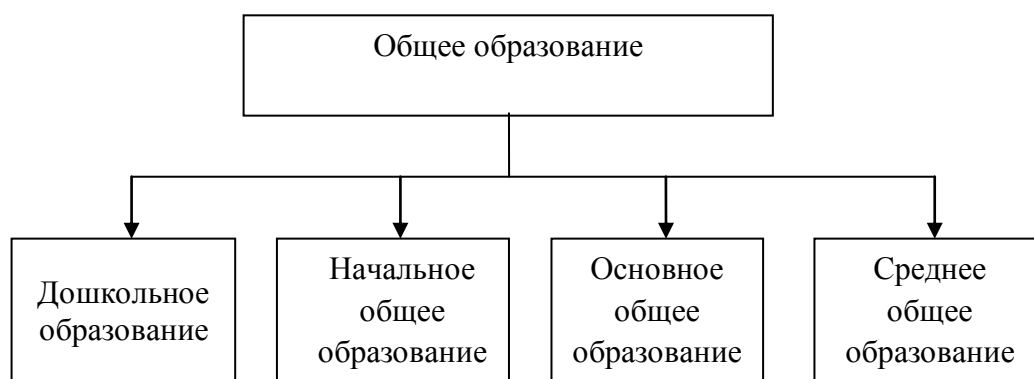 Общее образование
Дошкольное
образование
Начальное
общее
образование
Основное
общее
образование
Среднее
общее
образование